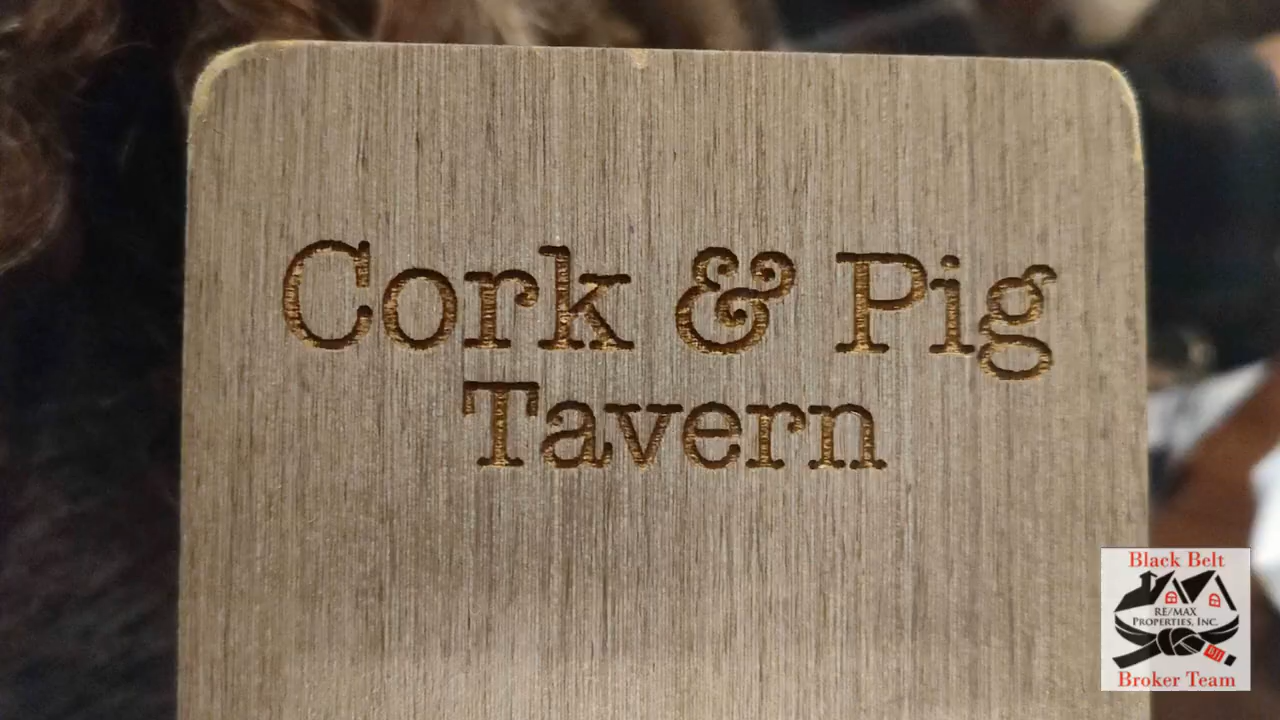 Cork & Pig
Tavern
Black Belt
RE/MAX
PROPERTIES, INC.
Broker Team